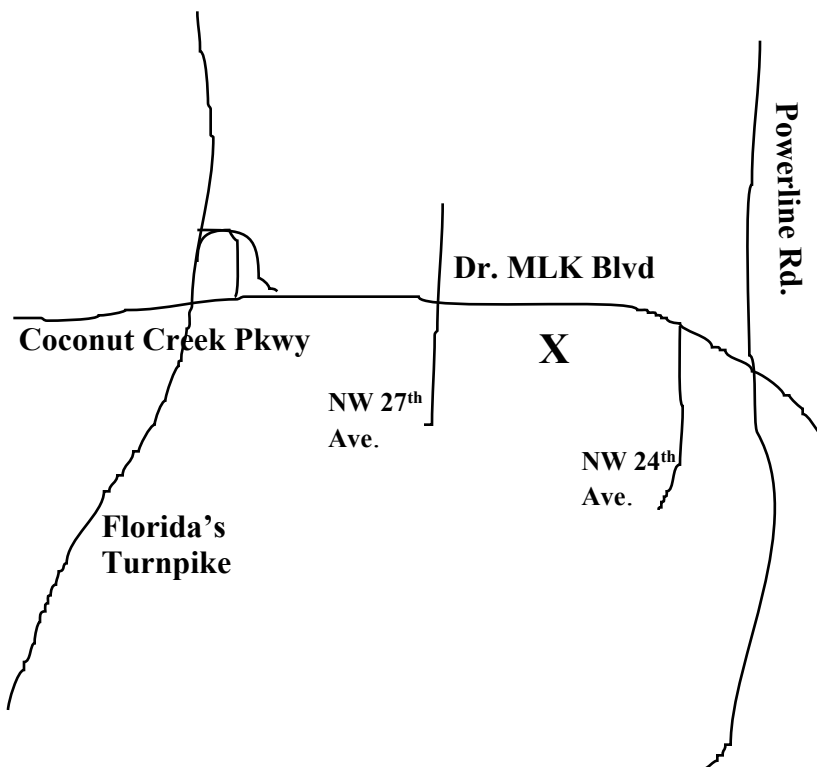 Powerline Rd.
Dr. MLK Blvd
Coconut Creek Pkwy
X
NW 27th
Ave.
NW 24th
Ave.
Florida’s
Turnpike